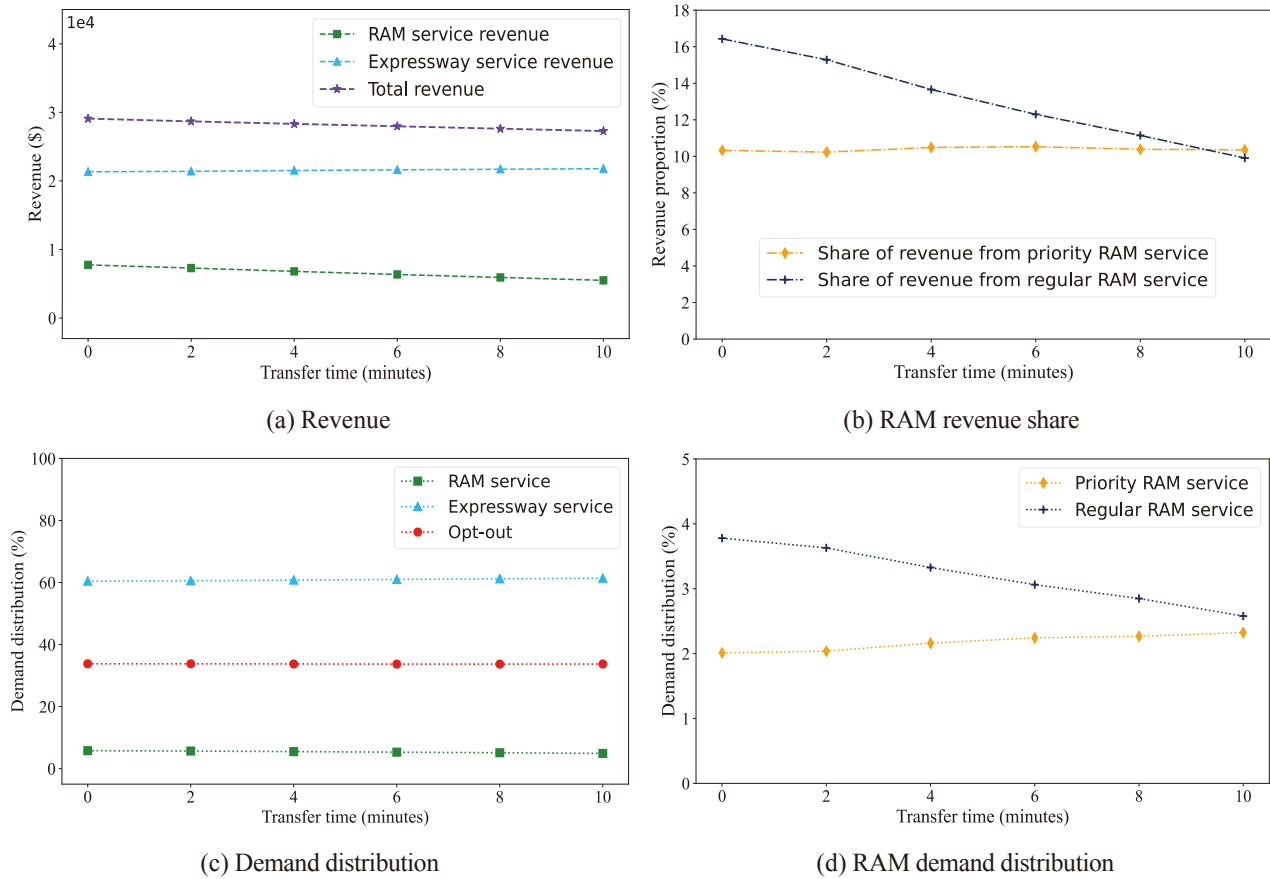 1e4
RAM service revenue
Expressway service revenue
Total revenue
4
3
2
1
0
Revenue ($)
0 2 4 6 8 10
Transfer time (minutes)
(a) Revenue
18
16
14
12
10
8
6
4
2
0
Revenue proportion (%)
Share of revenue from priority RAM service
Share of revenue from regular RAM service
0 2 4 6 8 10
Transfer time (minutes)
(b) RAM revenue share
100
80
60
40
20
0
Demand distribution (%)
RAM service
Expressway service
Opt-out
0 2 4 6 8 10
Transfer time (minutes)
(c) Demand distribution
5
4
3
2
1
0
Demand distribution (%)
Priority RAM service
Regular RAM service
0 2 4 6 8 10
Transfer time (minutes)
(d) RAM demand distribution